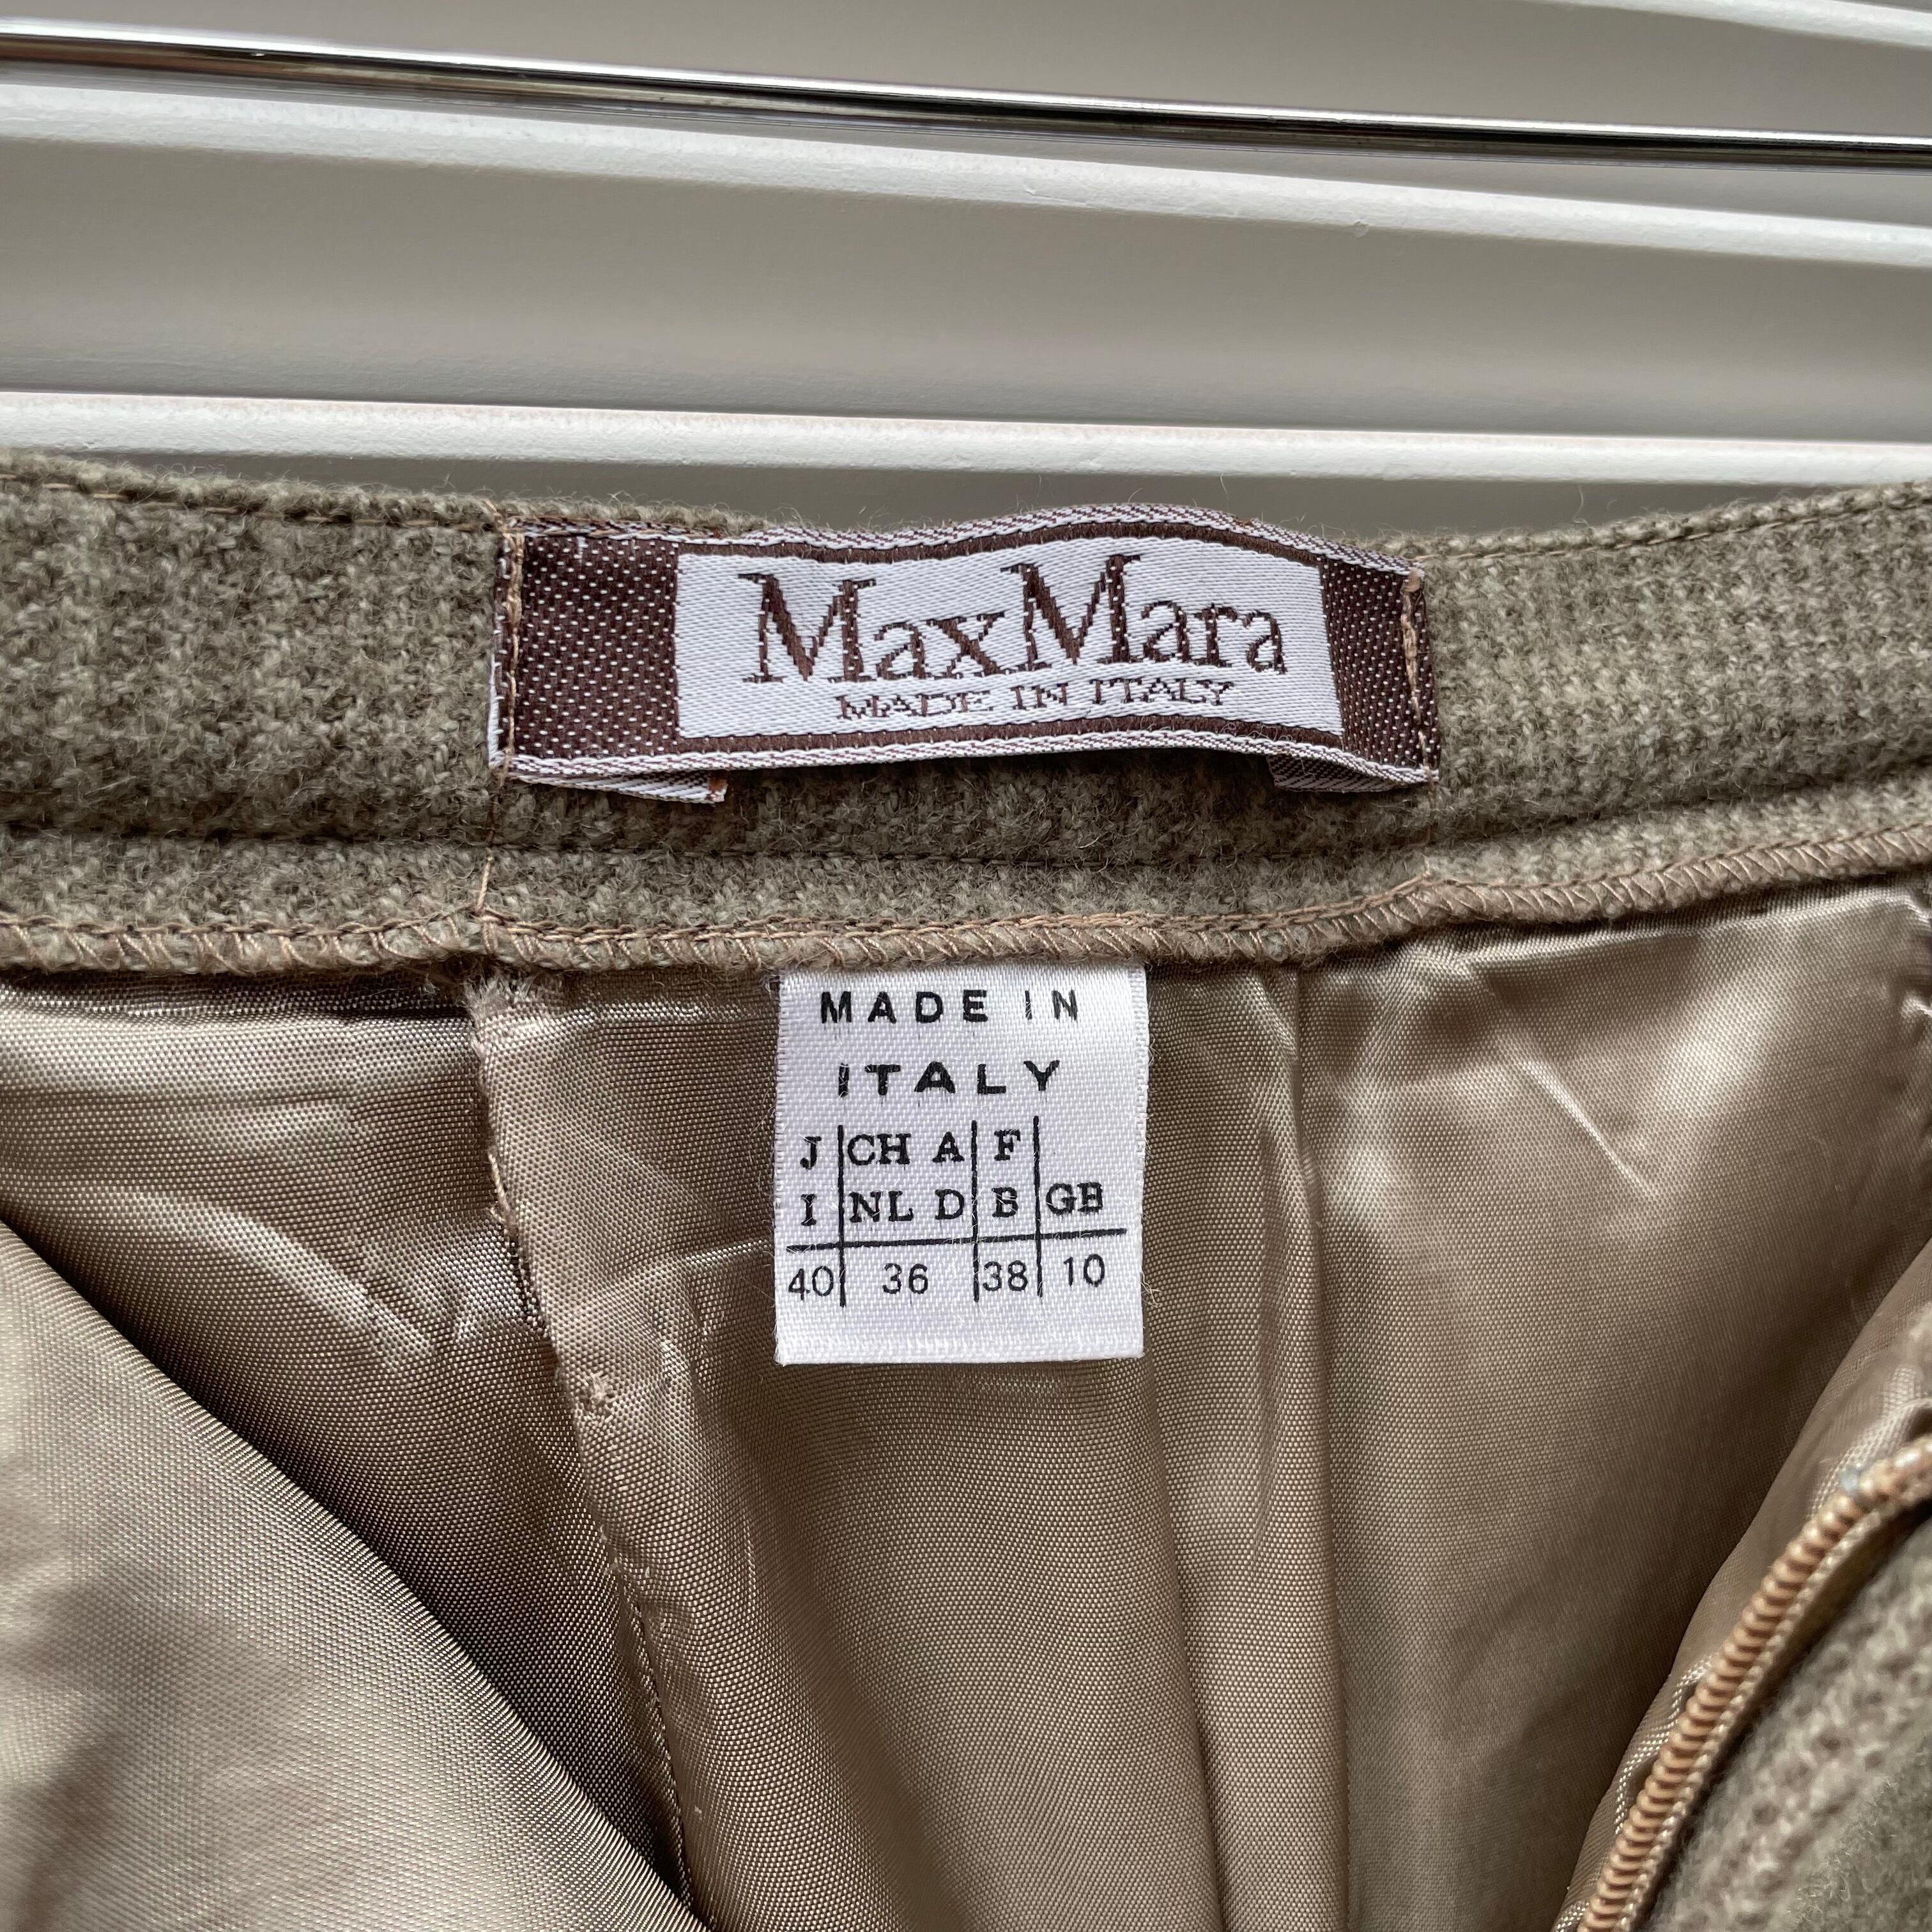 MaxMara
MADE IN ITALY
MADE IN
ITALY
J CH A F
I NL D B GB
40 36 38 10